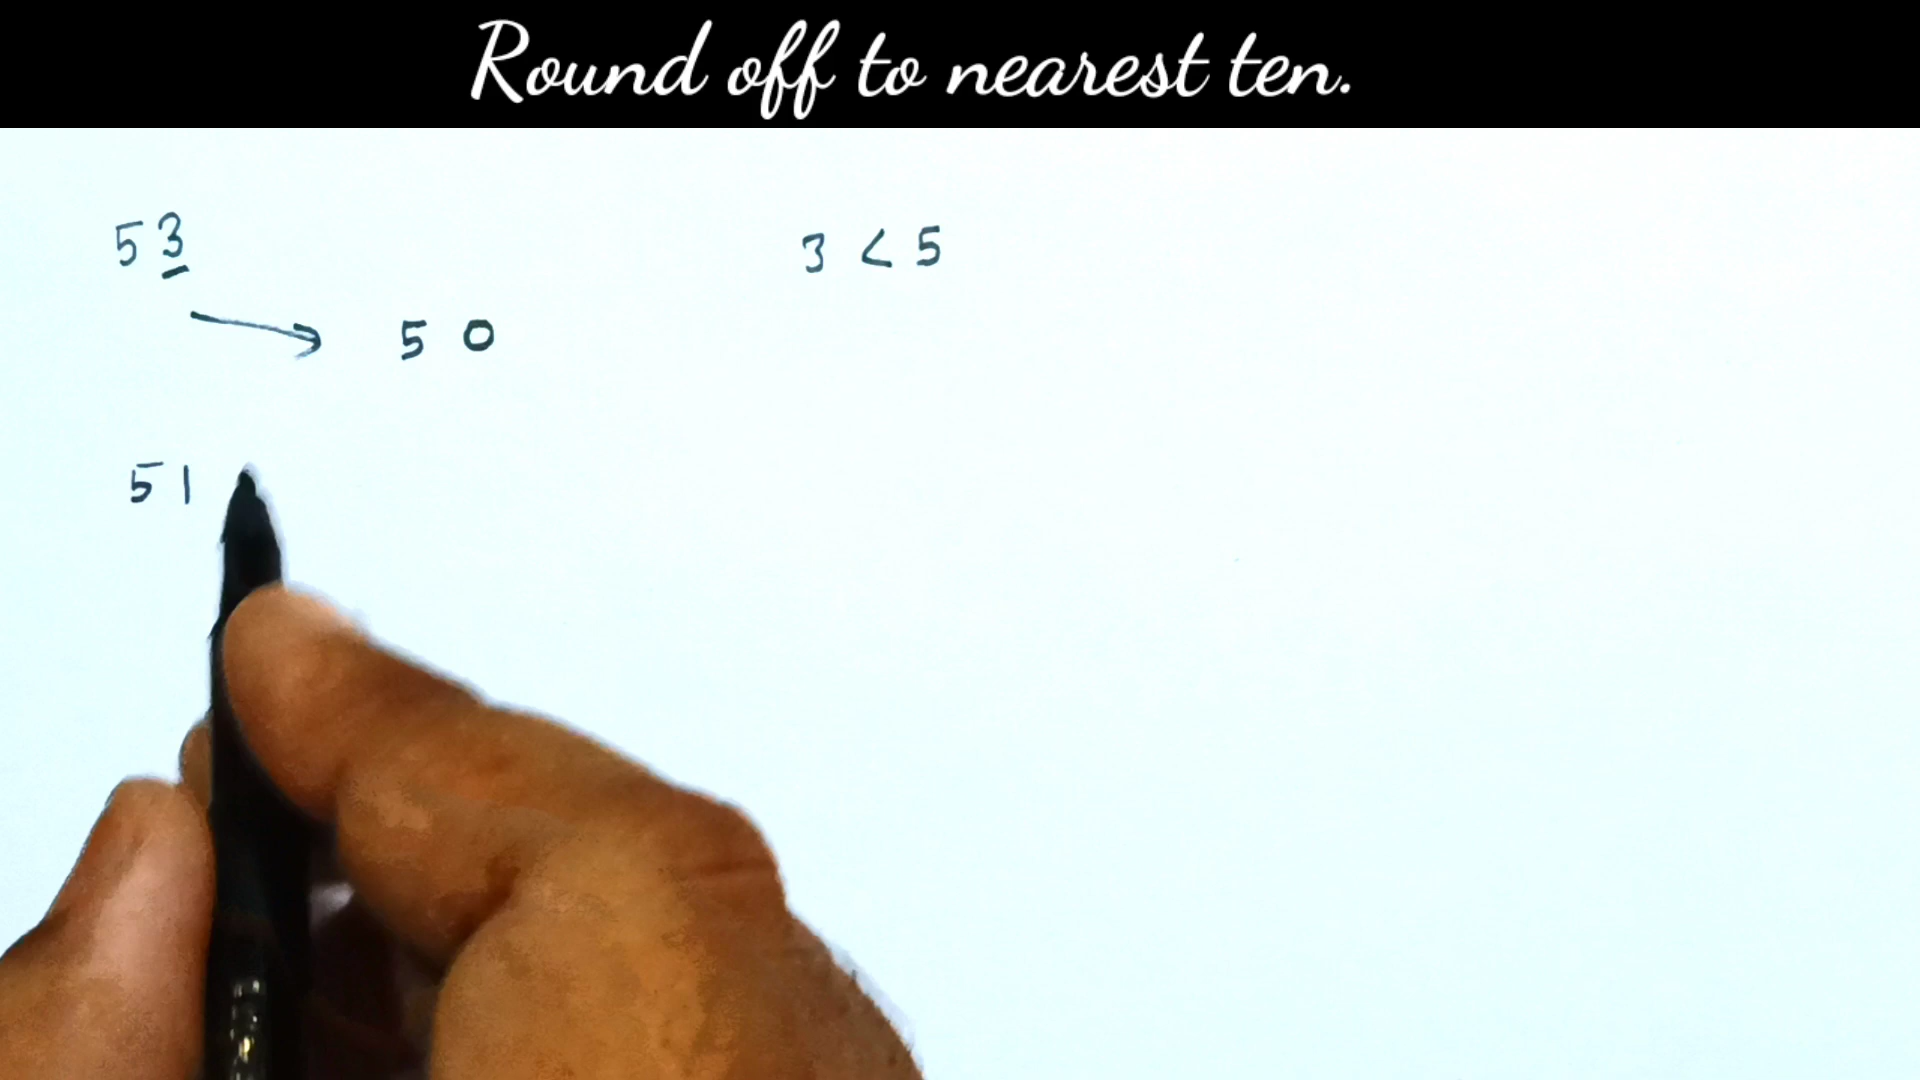 Round off to nearest ten.
53 3 < 5
→ 50
51